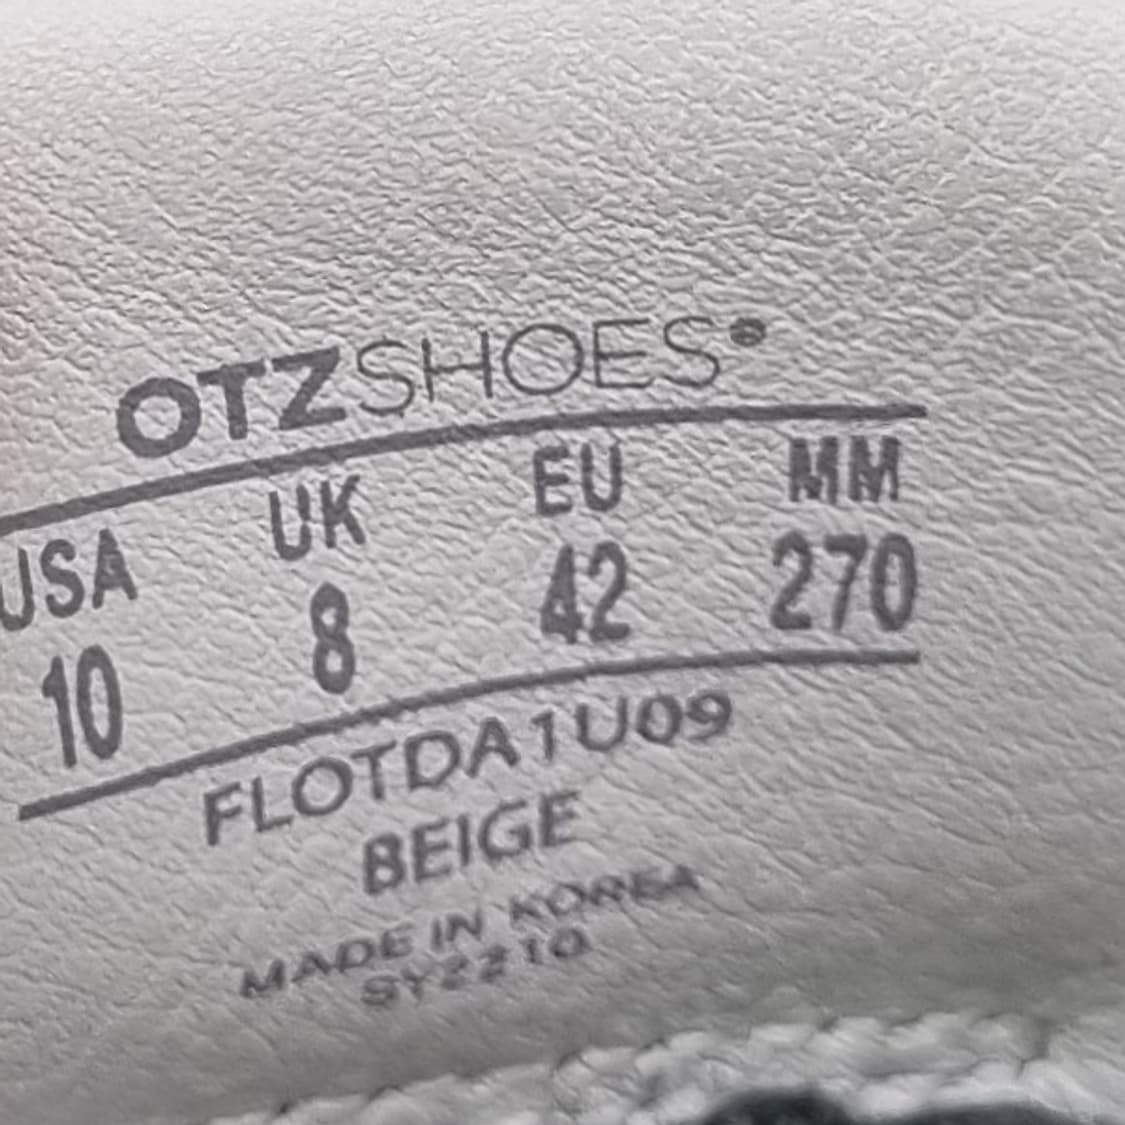 OTZSHOES®
USA UK EU MM
10 8 42 270
FLOTDA1U09
BEIGE
MADE IN KOREA
SY2210